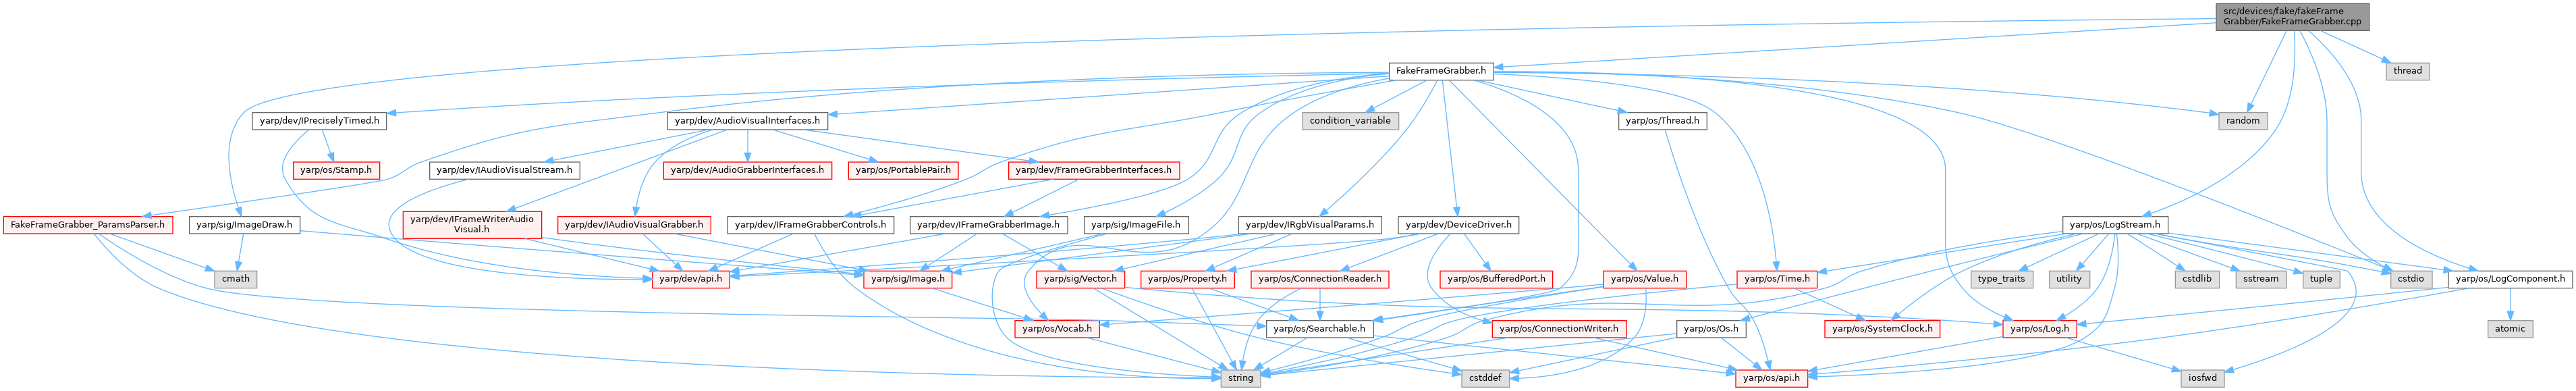 src/devices/fake/fakeFrame
Grabber/FakeFrameGrabber.cpp
FakeFrameGrabber.h
thread
yarp/dev/IPreciselyTimed.h
yarp/dev/AudioVisualInterfaces.h
condition_variable
yarp/os/Thread.h
random
yarp/os/Stamp.h
yarp/dev/IAudioVisualStream.h
yarp/dev/AudioGrabberInterfaces.h
yarp/os/PortablePair.h
yarp/dev/FrameGrabberInterfaces.h
FakeFrameGrabber_ParamsParser.h
yarp/sig/ImageDraw.h
yarp/dev/IFrameWriterAudio
Visual.h
yarp/dev/IAudioVisualGrabber.h
yarp/dev/IFrameGrabberControls.h
yarp/dev/IFrameGrabberImage.h
yarp/sig/ImageFile.h
yarp/dev/IRgbVisualParams.h
yarp/dev/DeviceDriver.h
yarp/os/LogStream.h
cmath
yarp/dev/api.h
yarp/sig/Image.h
yarp/sig/Vector.h
yarp/os/Property.h
yarp/os/ConnectionReader.h
yarp/os/BufferedPort.h
yarp/os/Value.h
yarp/os/Time.h
type_traits
utility
cstdlib
sstream
tuple
cstdio
yarp/os/LogComponent.h
yarp/os/Vocab.h
yarp/os/Searchable.h
yarp/os/ConnectionWriter.h
yarp/os/Os.h
yarp/os/SystemClock.h
yarp/os/Log.h
atomic
string
cstddef
yarp/os/api.h
iosfwd